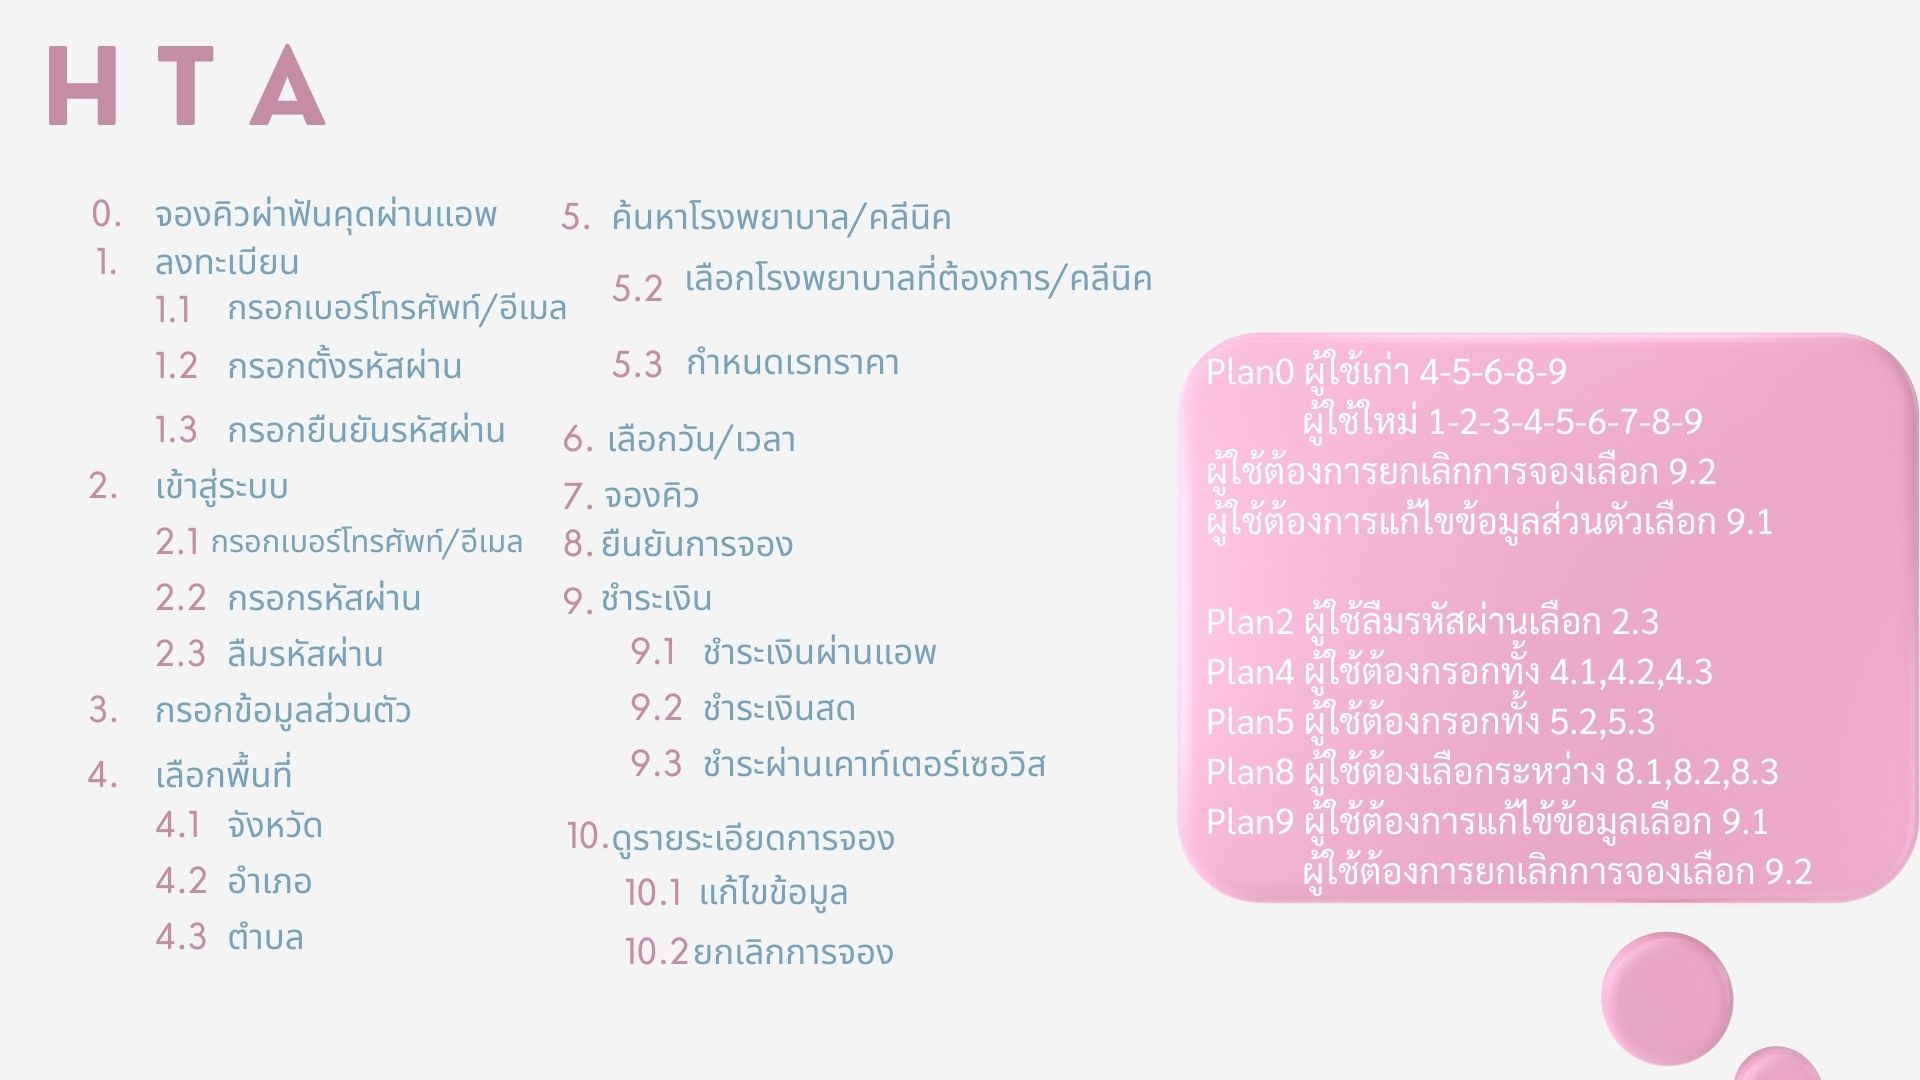 HTA
0. จองคิวผ่าฟันคุดผ่านแอพ
1. ลงทะเบียน
1.1 กรอกเบอร์โทรศัพท์/อีเมล
1.2 กรอกตั้งรหัสผ่าน
1.3 กรอกยืนยันรหัสผ่าน
2. เข้าสู่ระบบ
2.1 กรอกเบอร์โทรศัพท์/อีเมล
2.2 กรอกรหัสผ่าน
2.3 ลืมรหัสผ่าน
3. กรอกข้อมูลส่วนตัว
4. เลือกพื้นที่
4.1 จังหวัด
4.2 อำเภอ
4.3 ตำบล
5. ค้นหาโรงพยาบาล/คลีนิค
5.2 เลือกโรงพยาบาลที่ต้องการ/คลีนิค
5.3 กำหนดเรทราคา
6. เลือกวัน/เวลา
7. จองคิว
8. ยืนยันการจอง
9. ชำระเงิน
9.1 ชำระเงินผ่านแอพ
9.2 ชำระเงินสด
9.3 ชำระผ่านเคาท์เตอร์เซอวิส
10. ดูรายระเอียดการจอง
10.1 แก้ไขข้อมูล
10.2 ยกเลิกการจอง
Plan0 ผู้ใช้เก่า 4-5-6-8-9
ผู้ใช้ใหม่ 1-2-3-4-5-6-7-8-9
ผู้ใช้ต้องการยกเลิกการจองเลือก 9.2
ผู้ใช้ต้องการแก้ไขข้อมูลส่วนตัวเลือก 9.1
Plan2 ผู้ใช้ลืมรหัสผ่านเลือก 2.3
Plan4 ผู้ใช้ต้องกรอกทั้ง 4.1,4.2,4.3
Plan5 ผู้ใช้ต้องกรอกทั้ง 5.2,5.3
Plan8 ผู้ใช้ต้องเลือกระหว่าง 8.1,8.2,8.3
Plan9 ผู้ใช้ต้องการแก้ไข้ข้อมูลเลือก 9.1
ผู้ใช้ต้องการยกเลิกการจองเลือก 9.2